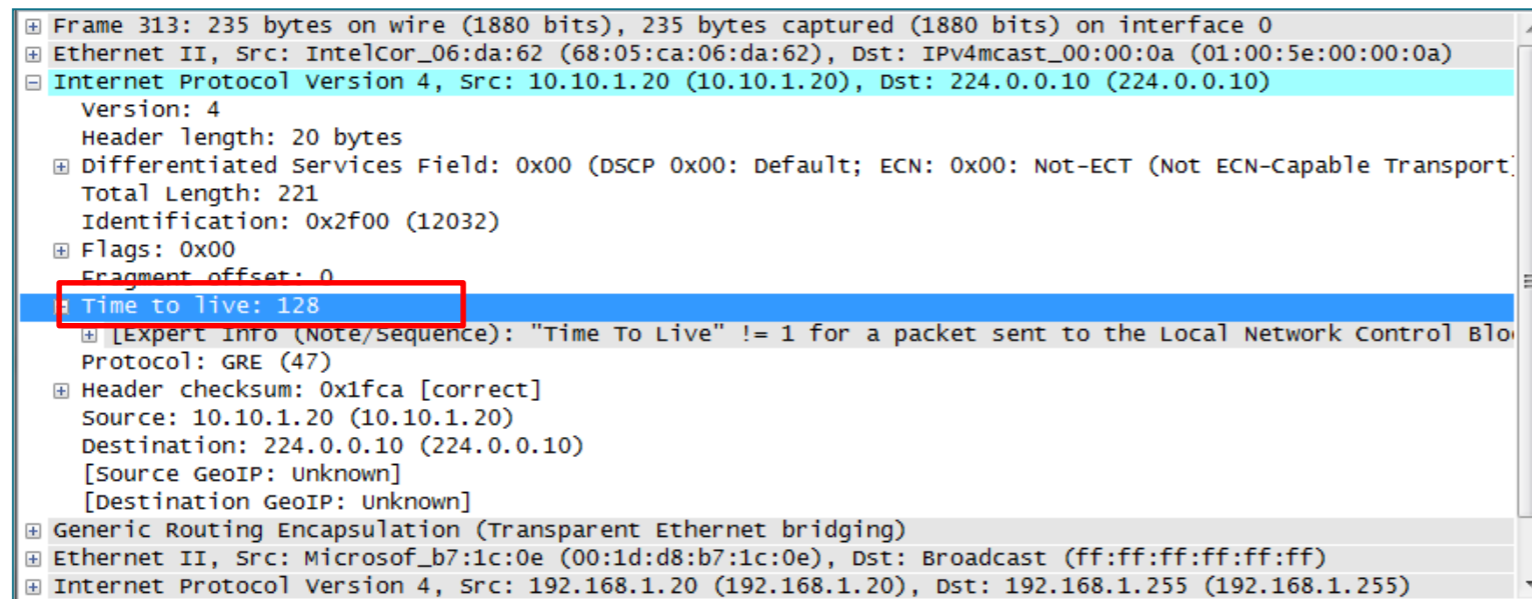 Frame 313: 235 bytes on wire (1880 bits), 235 bytes captured (1880 bits) on interface 0
Ethernet II, Src: IntelCor_06:da:62 (68:05:ca:06:da:62), Dst: IPv4mcast_00:00:0a (01:00:5e:00:00:0a)
Internet Protocol Version 4, Src: 10.10.1.20 (10.10.1.20), Dst: 224.0.0.10 (224.0.0.10)
Version: 4
Header length: 20 bytes
Differentiated Services Field: 0x00 (DSCP 0x00: Default; ECN: 0x00: Not-ECT (Not ECN-Capable Transport)
Total Length: 221
Identification: 0x2f00 (12032)
Flags: 0x00
Fragment offset: 0
Time to live: 128
[Expert Info (Note/Sequence): "Time To Live" != 1 for a packet sent to the Local Network Control Blo
Protocol: GRE (47)
Header checksum: 0x1fca [correct]
Source: 10.10.1.20 (10.10.1.20)
Destination: 224.0.0.10 (224.0.0.10)
[Source GeoIP: Unknown]
[Destination GeoIP: Unknown]
Generic Routing Encapsulation (Transparent Ethernet bridging)
Ethernet II, Src: Microsof_b7:1c:0e (00:1d:d8:b7:1c:0e), Dst: Broadcast (ff:ff:ff:ff:ff:ff)
Internet Protocol Version 4, Src: 192.168.1.20 (192.168.1.20), Dst: 192.168.1.255 (192.168.1.255)